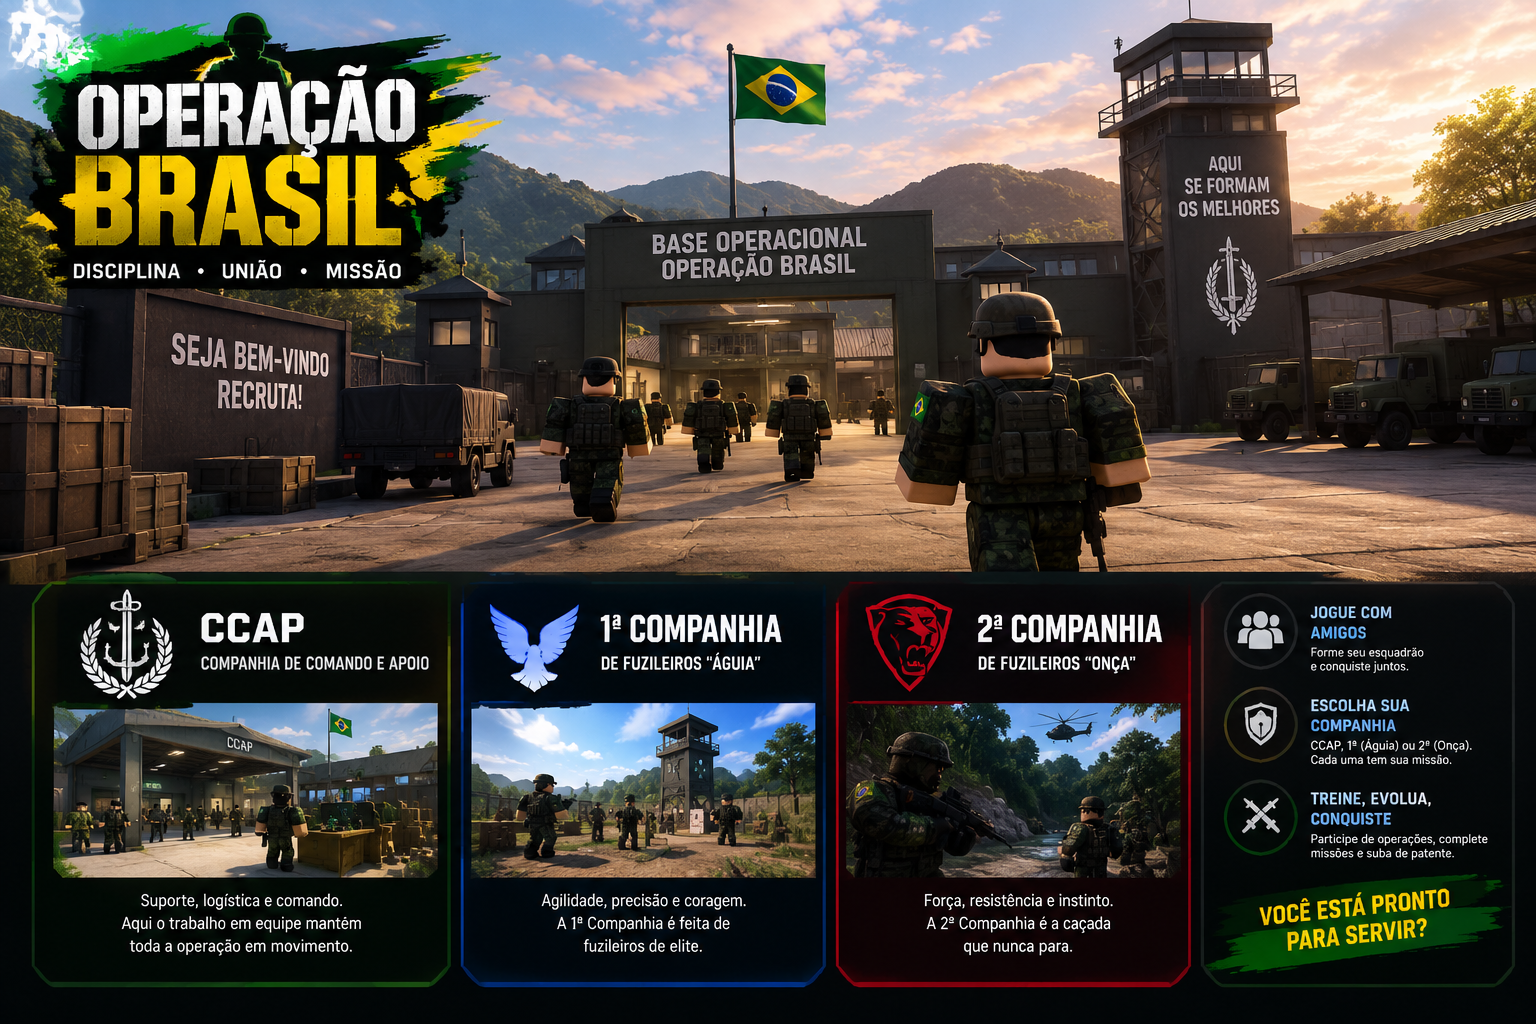 OPERAÇÃO
BRASIL
DISCIPLINA • UNIÃO • MISSÃO
SEJA BEM-VINDO
RECRUTA!
BASE OPERACIONAL
OPERAÇÃO BRASIL
AQUI
SE FORMAM
OS MELHORES
CCAP
COMPANHIA DE COMANDO E APOIO
CCAP
Suporte, logística e comando.
Aqui o trabalho em equipe mantém
toda a operação em movimento.
1ª COMPANHIA
DE FUZILEIROS "ÁGUIA"
Agilidade, precisão e coragem.
A 1ª Companhia é feita de
fuzileiros de elite.
2ª COMPANHIA
DE FUZILEIROS "ONÇA"
Força, resistência e instinto.
A 2ª Companhia é a caçada
que nunca para.
JOGUE COM
AMIGOS
Forme seu esquadrão
e conquiste juntos.
ESCOLHA SUA
COMPANHIA
CCAP, 1ª (Águia) ou 2ª (Onça).
Cada uma tem sua missão.
TREINE, EVOLUA,
CONQUISTE
Participe de operações, complete
missões e suba de patente.
VOCÊ ESTÁ PRONTO
PARA SERVIR?